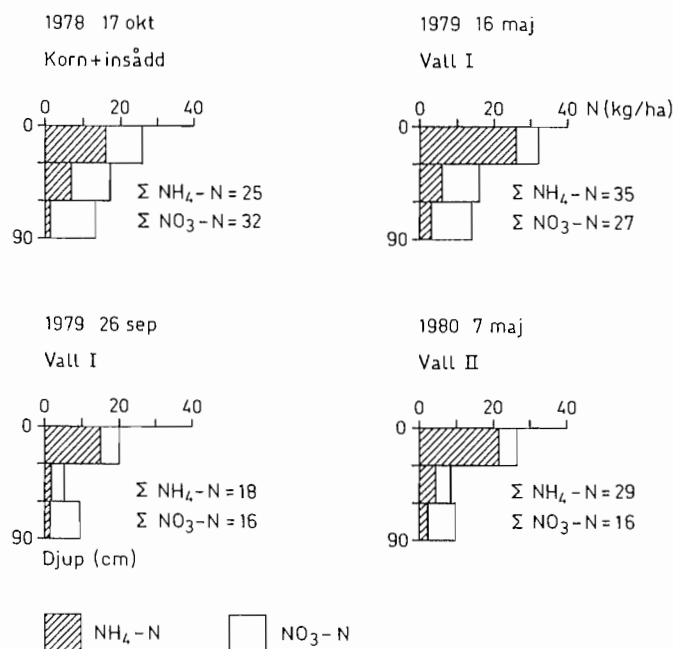 1978 17 okt
Korn+insådd
0 20 40
0
90
Σ NH₄-N=25
Σ NO₃-N=32
1979 16 maj
Vall I
0 20 40 N (kg/ha)
0
90
Σ NH₄-N=35
Σ NO₃-N=27
1979 26 sep
Vall I
0 20 40
0
90
Σ NH₄-N=18
Σ NO₃-N=16
Djup (cm)
1980 7 maj
Vall II
0 20 40
0
90
Σ NH₄-N=29
Σ NO₃-N=16
NH₄-N NO₃-N